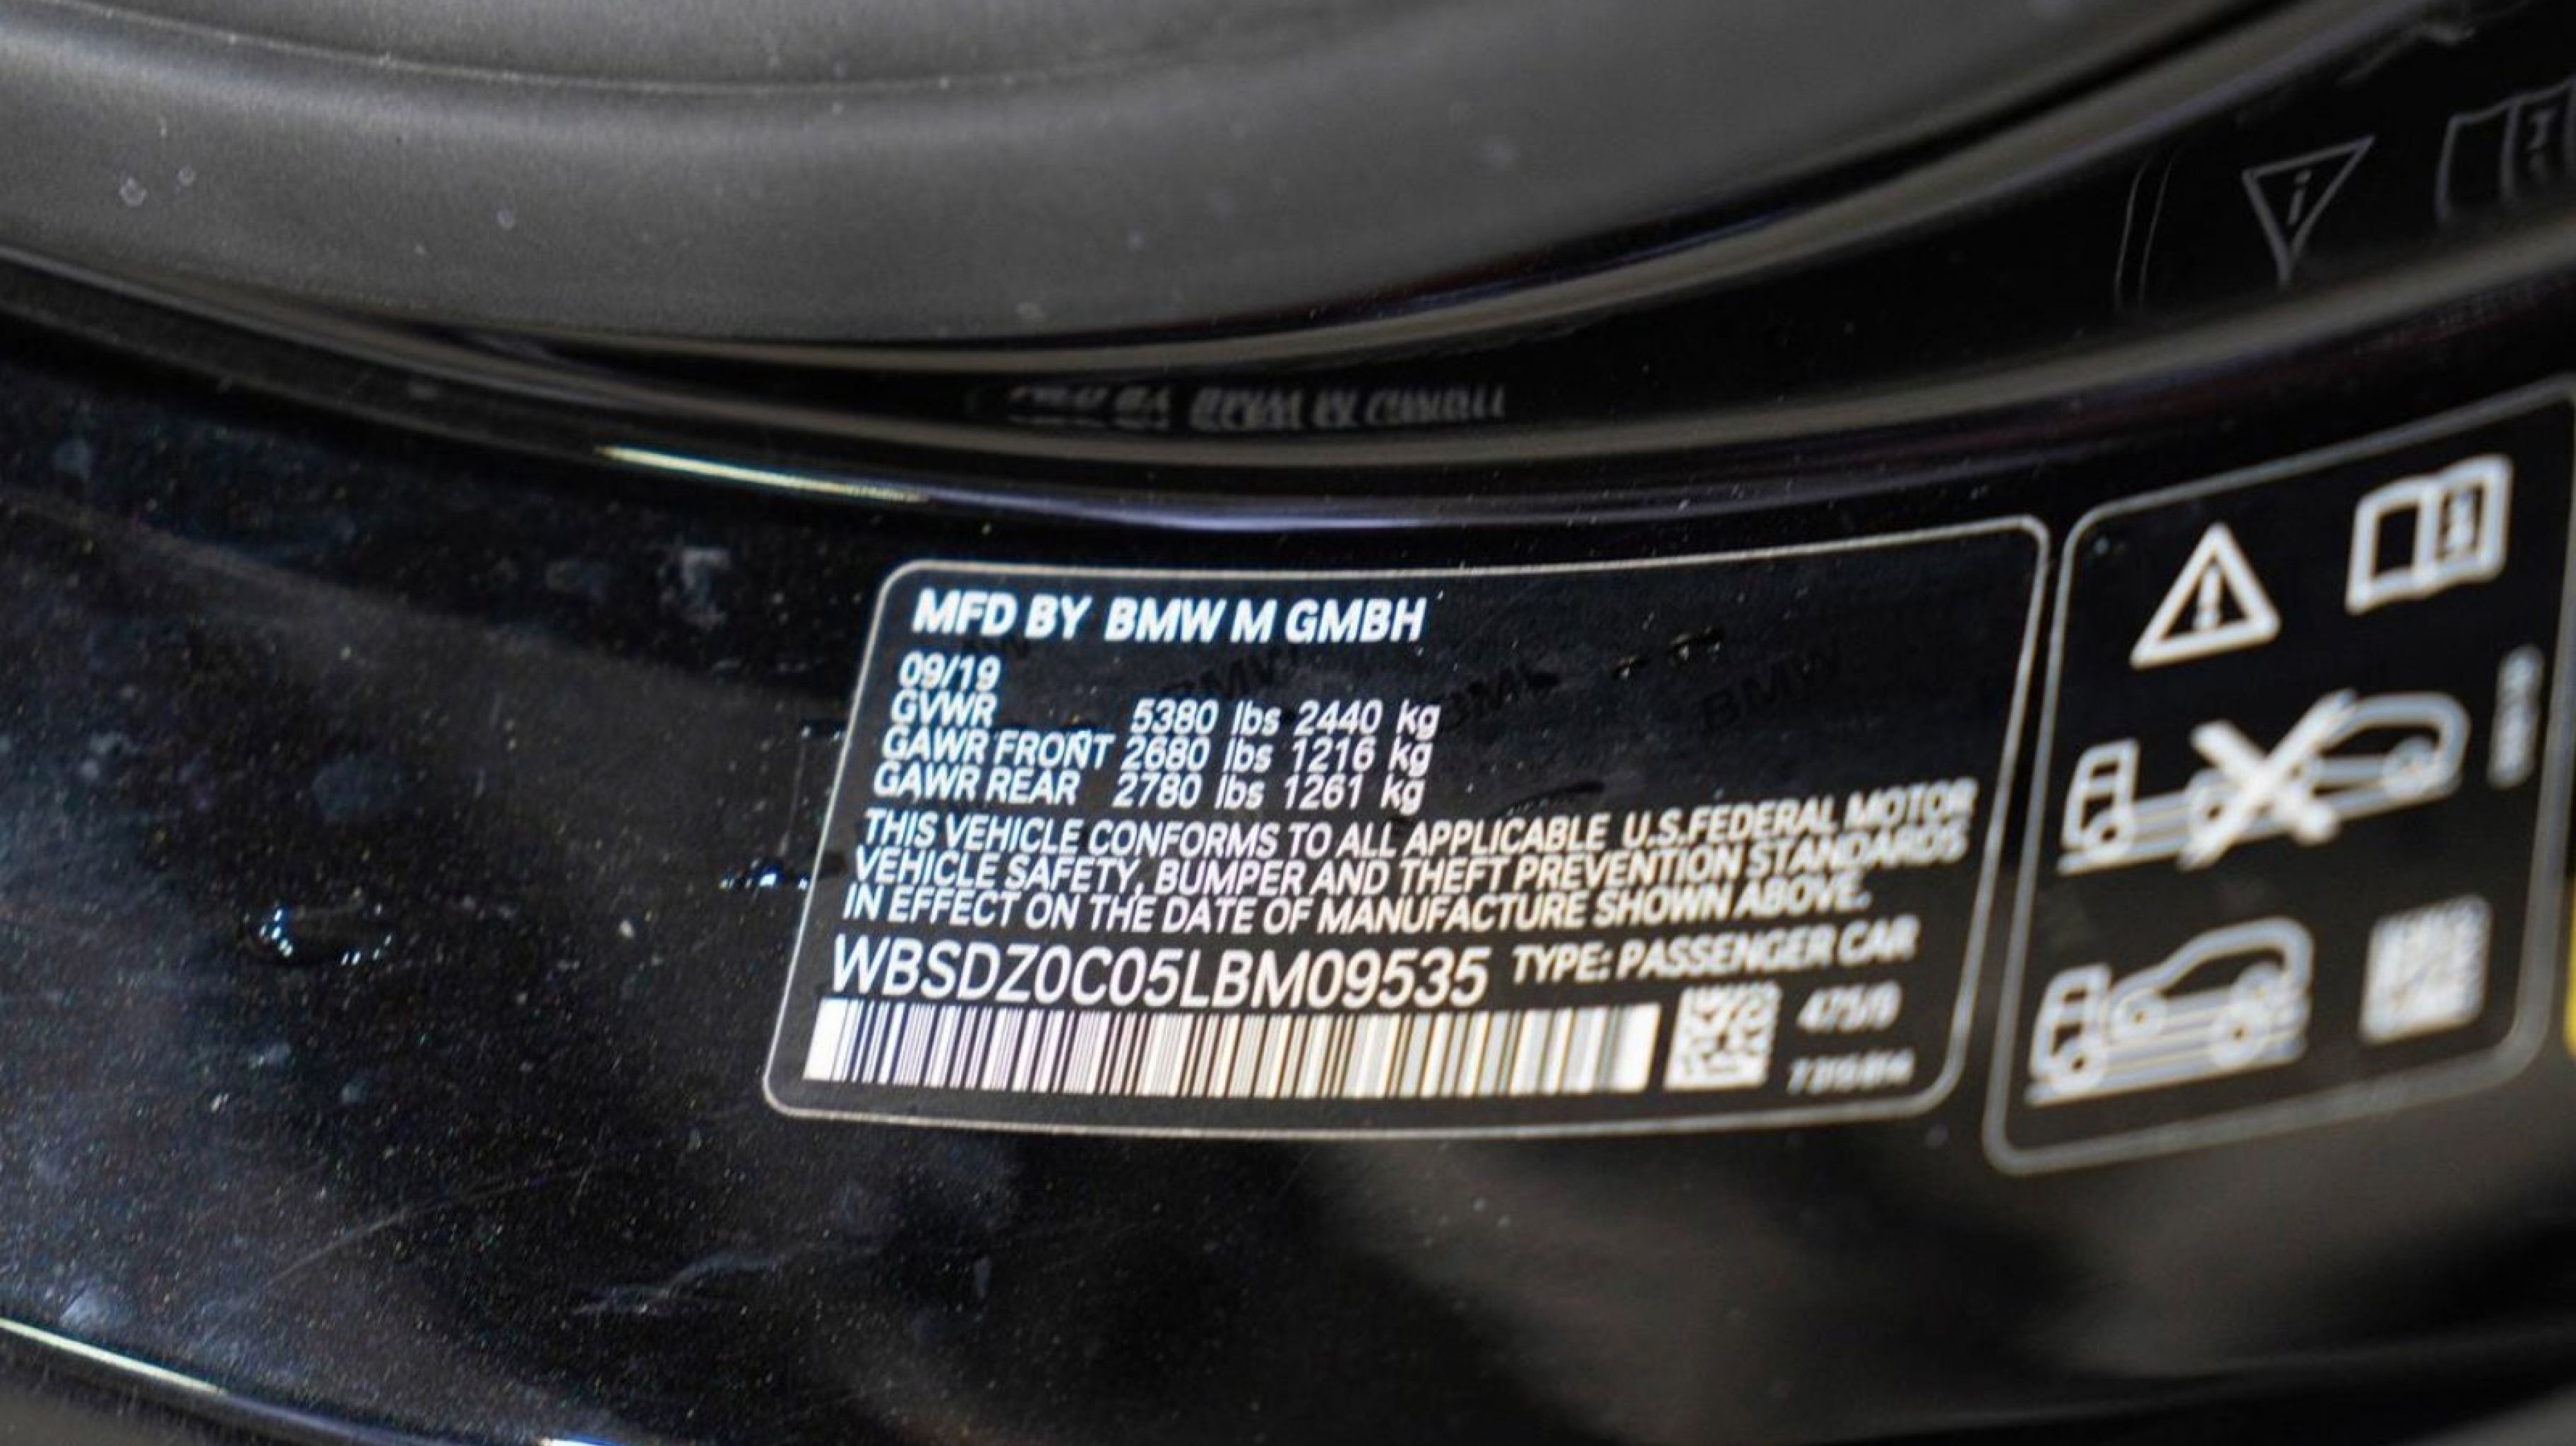 MFD BY BMW M GMBH
09/19
GVWR 5380 lbs 2440 kg
GAWR FRONT 2680 lbs 1216 kg
GAWR REAR 2780 lbs 1261 kg
THIS VEHICLE CONFORMS TO ALL APPLICABLE U.S.FEDERAL MOTOR
VEHICLE SAFETY, BUMPER AND THEFT PREVENTION STANDARDS
IN EFFECT ON THE DATE OF MANUFACTURE SHOWN ABOVE.
WBSDZ0C05LBM09535 TYPE: PASSENGER CAR